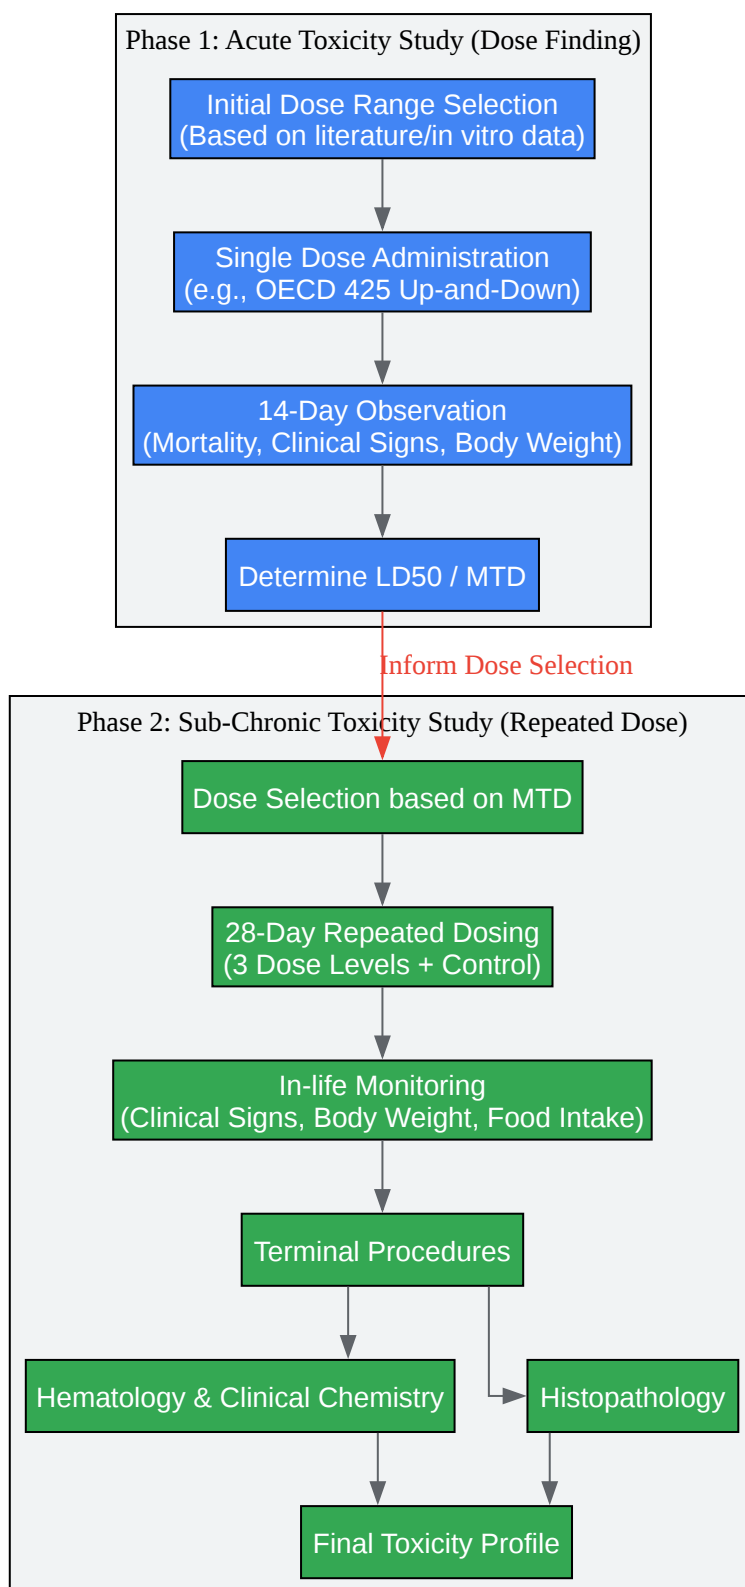 Phase 1: Acute Toxicity Study (Dose Finding)
Initial Dose Range Selection
(Based on literature/in vitro data)
Single Dose Administration
(e.g., OECD 425 Up-and-Down)
14-Day Observation
(Mortality, Clinical Signs, Body Weight)
Determine LD50 / MTD
Inform Dose Selection
Phase 2: Sub-Chronic Toxicity Study (Repeated Dose)
Dose Selection based on MTD
28-Day Repeated Dosing
(3 Dose Levels + Control)
In-life Monitoring
(Clinical Signs, Body Weight, Food Intake)
Terminal Procedures
Hematology & Clinical Chemistry
Histopathology
Final Toxicity Profile